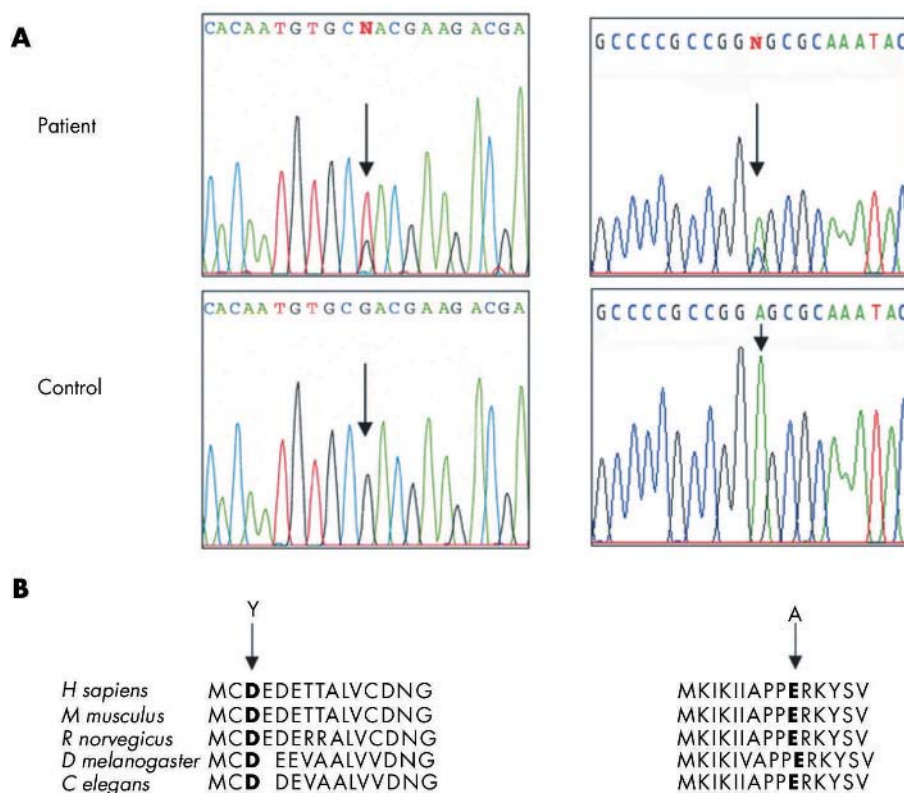 A
CACAATGTGCNACGAAGACGA
GCCCCGCCGGNGCGCAAATAC
Patient
CACAATGTGCGACGAAGACGA
GCCCCGCCGGAGCGCAAATAC
Control
B
Y
A
H sapiens MCDEDETTALVCDNG MKIKIIAPPERKYSV
M musculus MCDEDETTALVCDNG MKIKIIAPPERKYSV
R norvegicus MCDEDERRALVCDNG MKIKIIAPPERKYSV
D melanogaster MCD EEVAALVVDNG MKIKIVAPPERKYSV
C elegans MCD DEVAALVVDNG MKIKIIAPPERKYSV